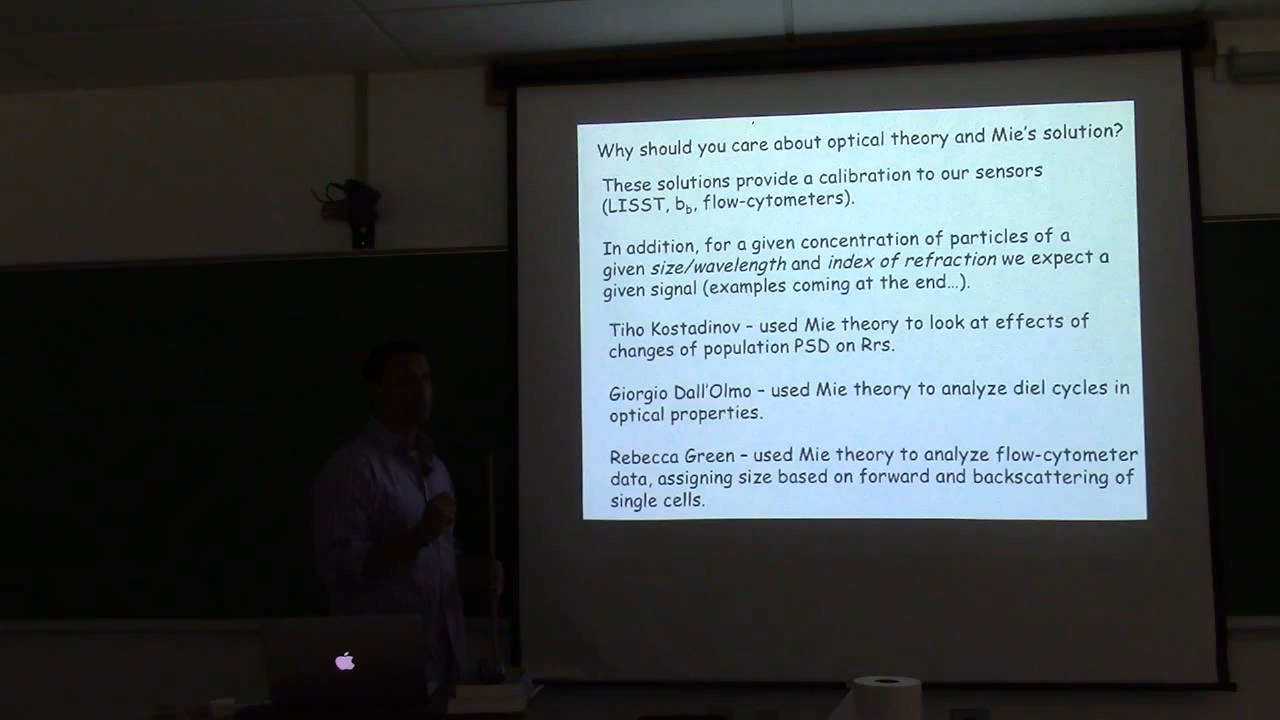 Why should you care about optical theory and Mie's solution?
These solutions provide a calibration to our sensors
(LISST, bb, flow-cytometers).
In addition, for a given concentration of particles of a
given size/wavelength and index of refraction we expect a
given signal (examples coming at the end…).
Tiho Kostadinov – used Mie theory to look at effects of
changes of population PSD on Rrs.
Giorgio Dall'Olmo – used Mie theory to analyze diel cycles in
optical properties.
Rebecca Green – used Mie theory to analyze flow-cytometer
data, assigning size based on forward and backscattering of
single cells.